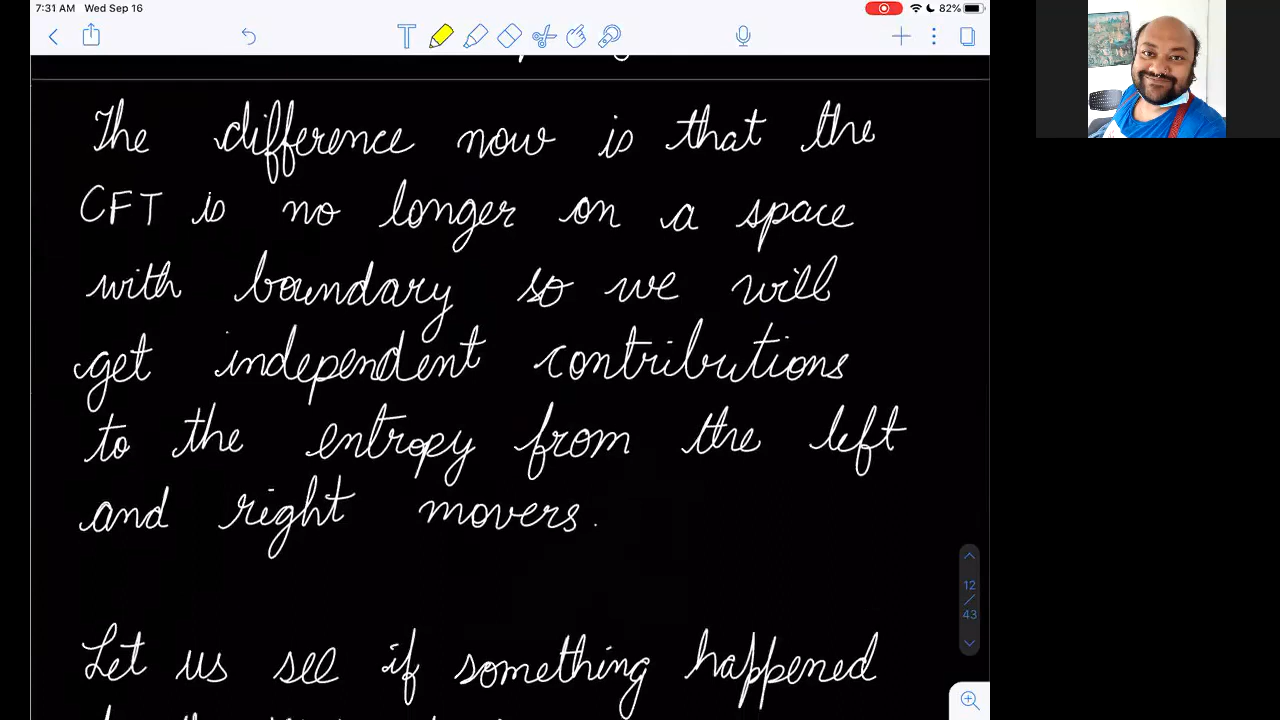 7:31 AM Wed Sep 16
82%
The difference now is that the
CFT is no longer on a space
with boundary so we will
get independent contributions
to the entropy from the left
and right movers.
12
/
43
Let us see if something happened